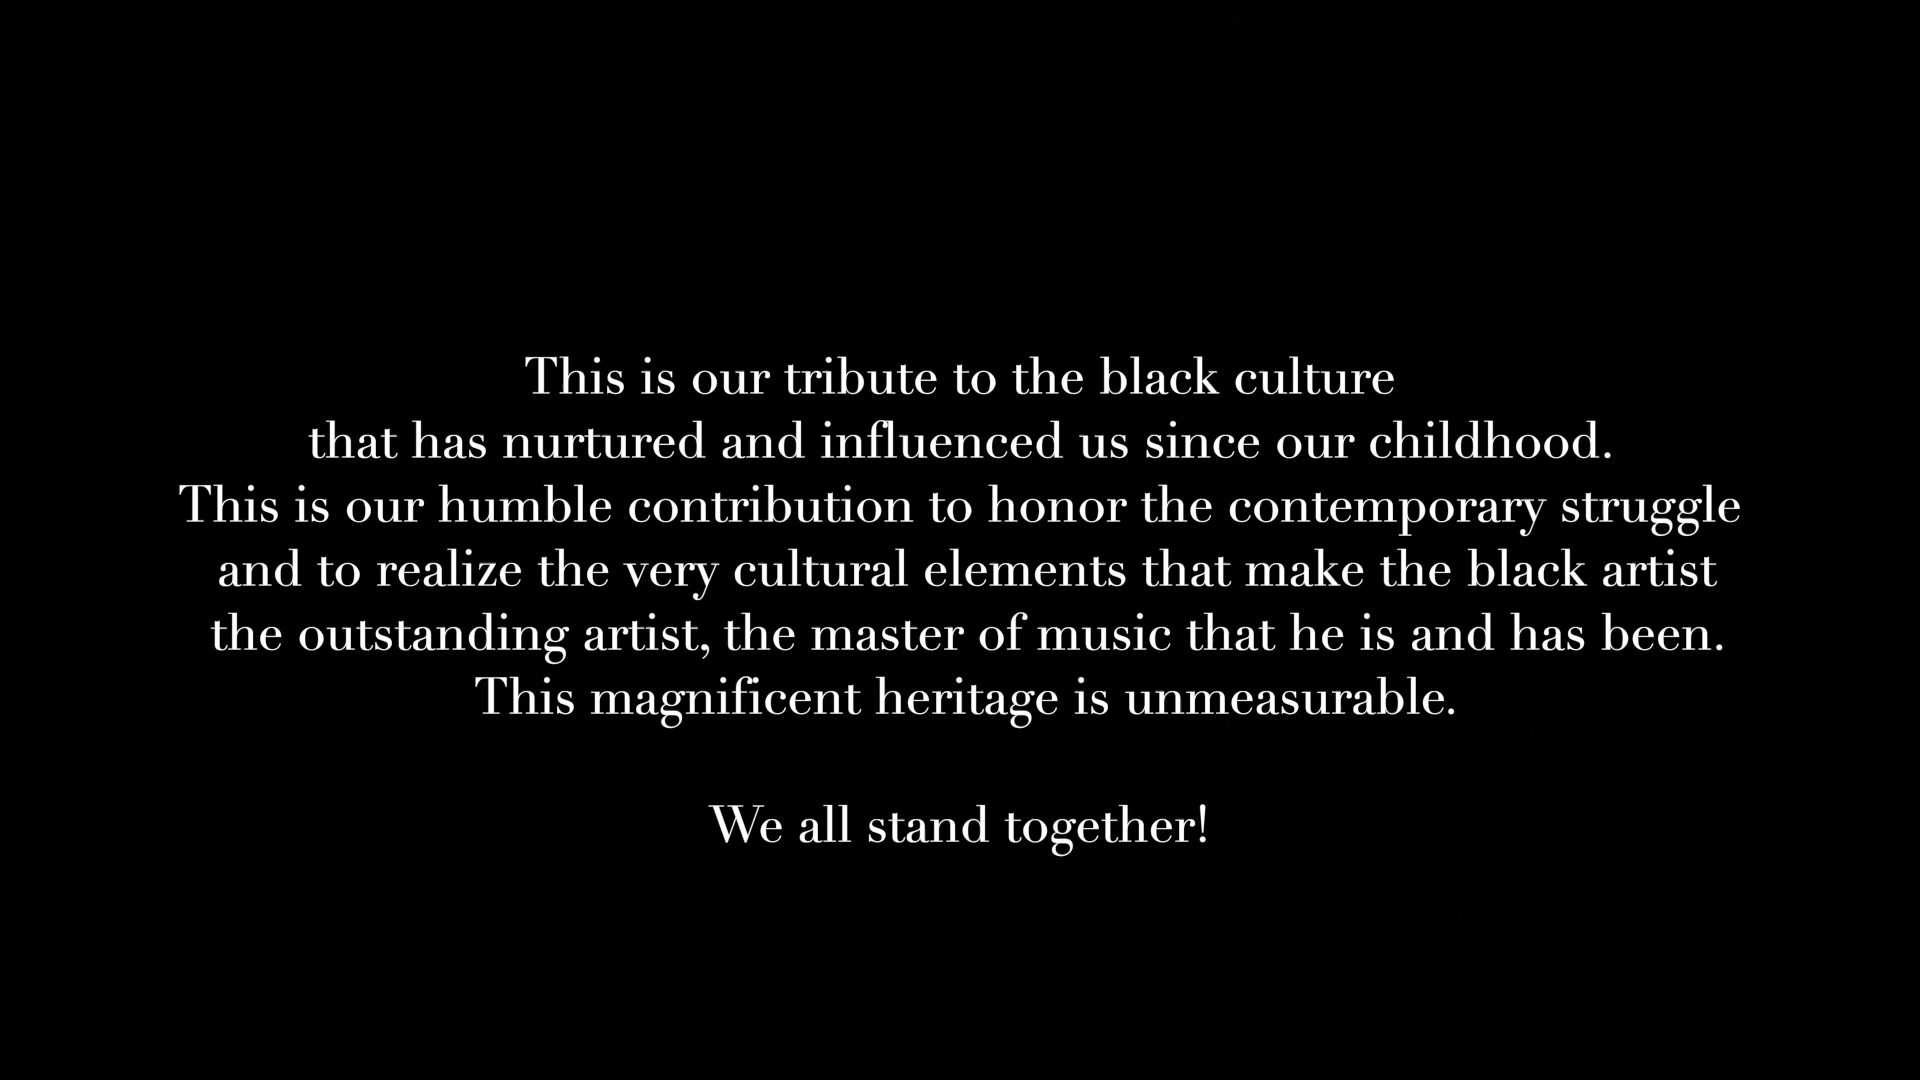 This is our tribute to the black culture
that has nurtured and influenced us since our childhood.
This is our humble contribution to honor the contemporary struggle
and to realize the very cultural elements that make the black artist
the outstanding artist, the master of music that he is and has been.
This magnificent heritage is unmeasurable.
We all stand together!